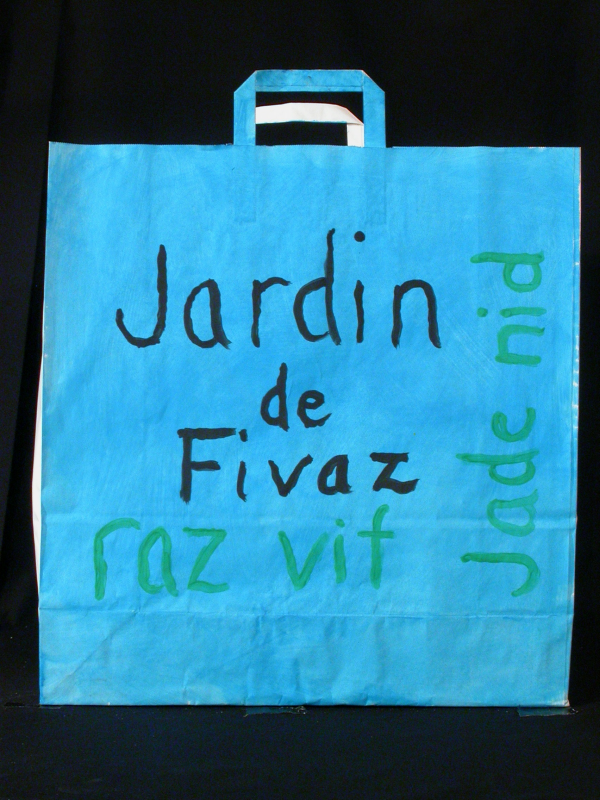 Jardin
de
Fivaz
raz vif
Jade nid